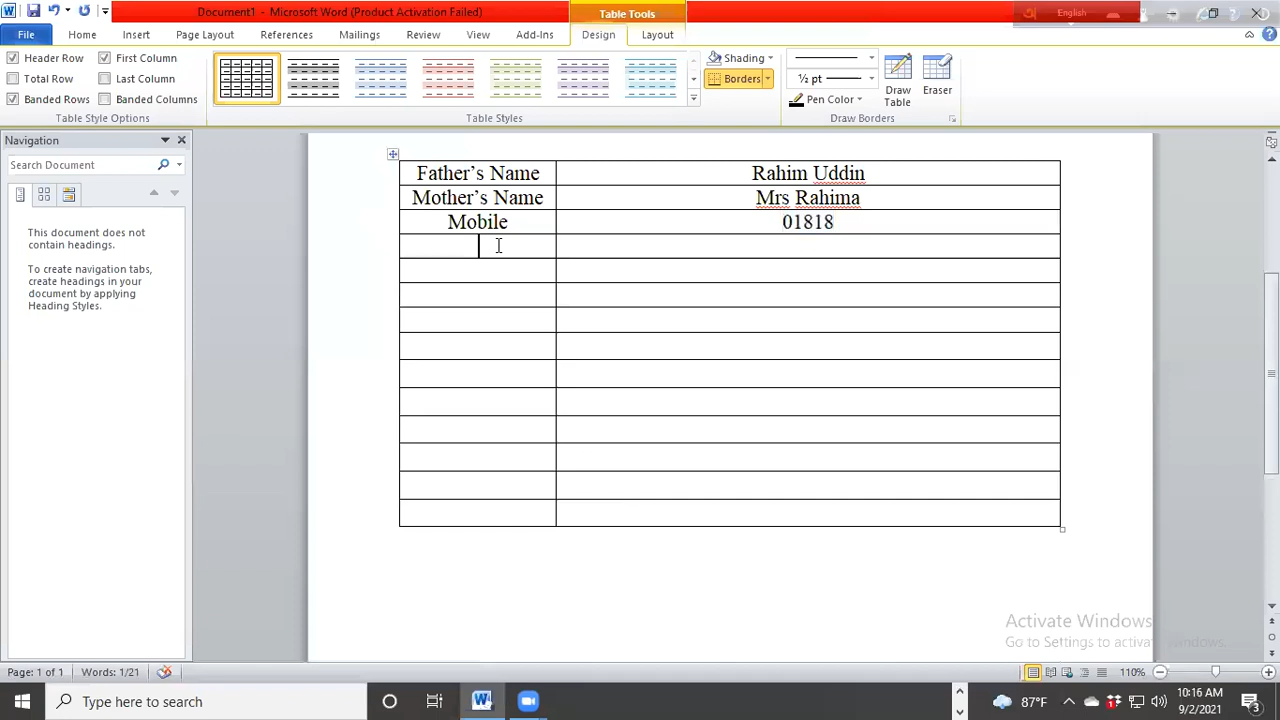 Document1 - Microsoft Word (Product Activation Failed)
Table Tools
English
File
Home
Insert
Page Layout
References
Mailings
Review
View
Add-Ins
Design
Layout
Header Row
First Column
Total Row
Last Column
Banded Rows
Banded Columns
Table Style Options
Table Styles
Shading
Borders
½ pt
Pen Color
Draw Table
Eraser
Draw Borders
Navigation
Search Document
This document does not
contain headings.
To create navigation tabs,
create headings in your
document by applying
Heading Styles.
Father’s Name Rahim Uddin
Mother’s Name Mrs Rahima
Mobile 01818
Activate Windows
Go to Settings to activate Windows.
Page: 1 of 1
Words: 1/21
110%
Type here to search
87°F
10:16 AM
9/2/2021
3